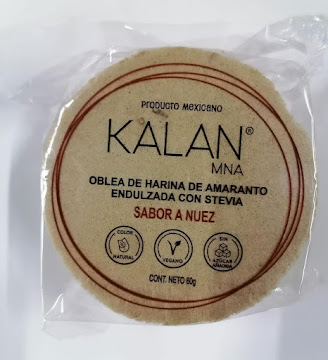 PRODUCTO MEXICANO
KALAN®
MNA
OBLEA DE HARINA DE AMARANTO
ENDULZADA CON STEVIA
SABOR A NUEZ
COLOR
NATURAL
VEGANO
SIN
AZÚCAR
AÑADIDA
CONT. NETO 60g